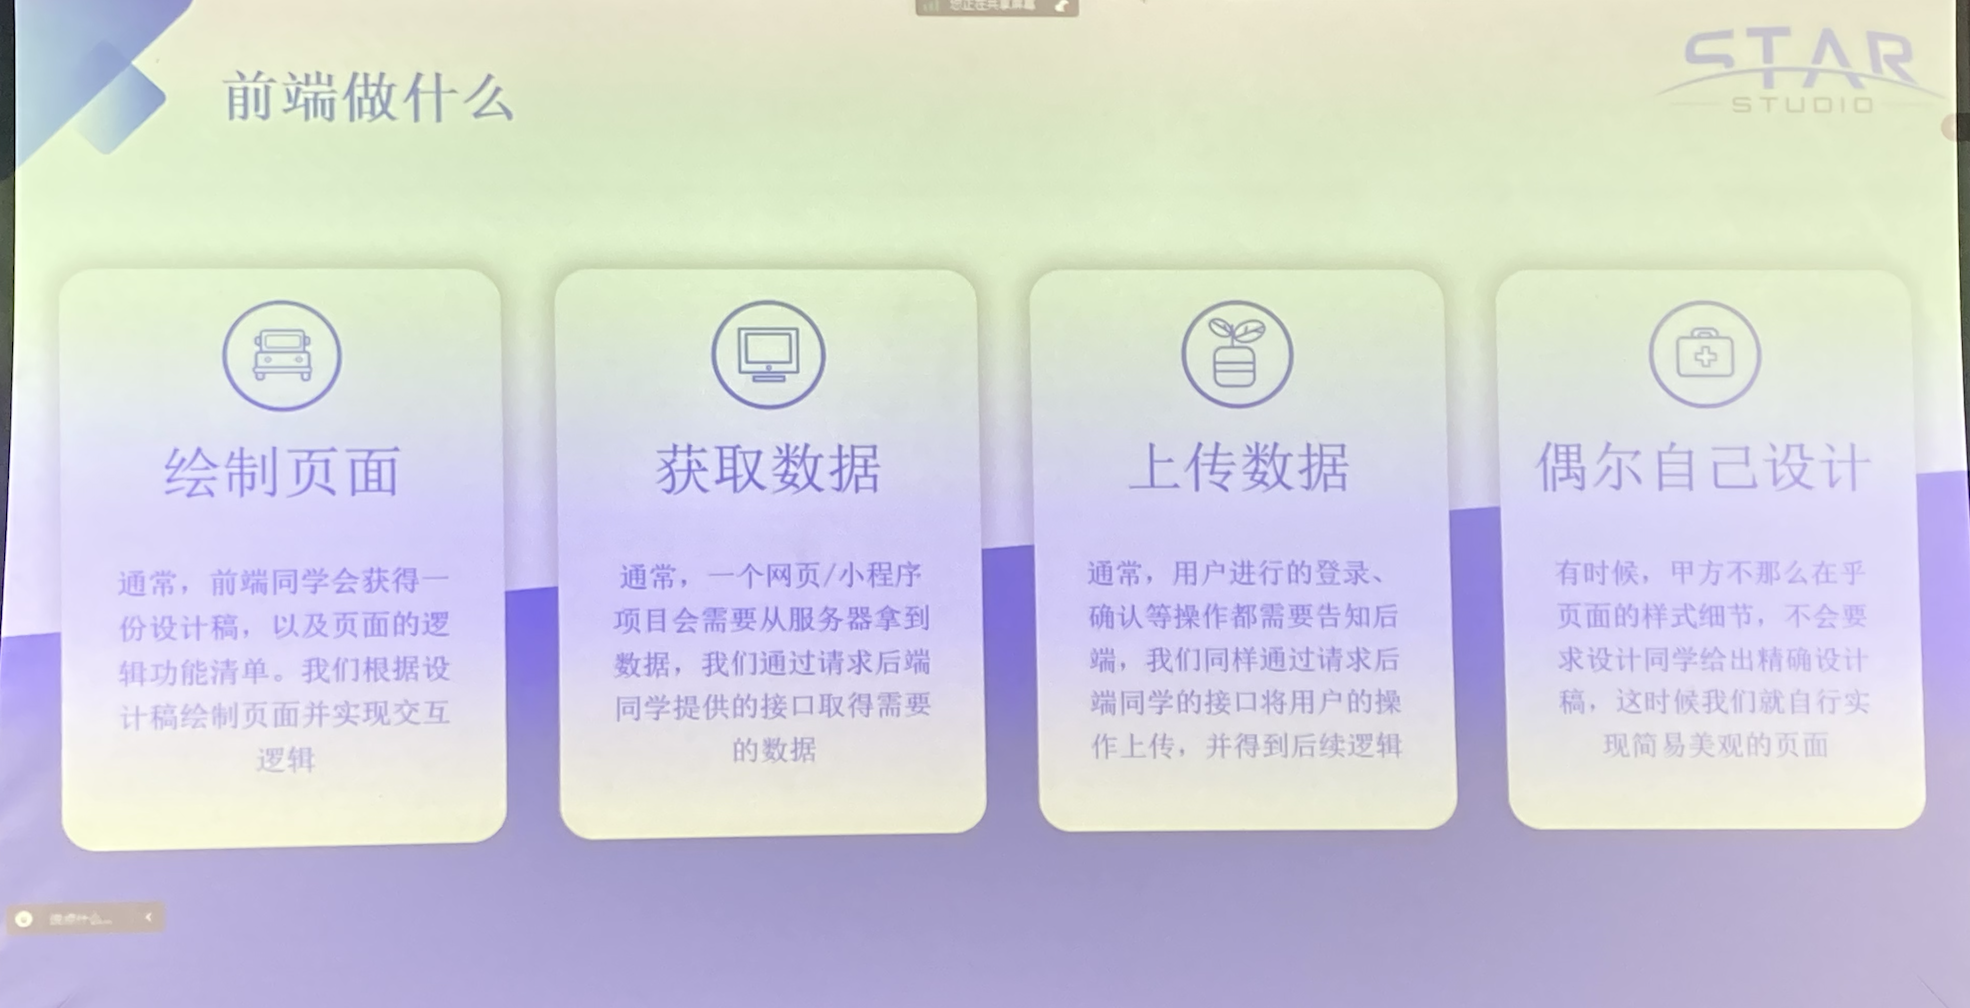 您正在共享屏幕
前端做什么
STAR
STUDIO
绘制页面
通常，前端同学会获得一
份设计稿，以及页面的逻
辑功能清单。我们根据设
计稿绘制页面并实现交互
逻辑
获取数据
通常，一个网页/小程序
项目会需要从服务器拿到
数据，我们通过请求后端
同学提供的接口取得需要
的数据
上传数据
通常，用户进行的登录、
确认等操作都需要告知后
端，我们同样通过请求后
端同学的接口将用户的操
作上传，并得到后续逻辑
偶尔自己设计
有时候，甲方不那么在乎
页面的样式细节，不会要
求设计同学给出精确设计
稿，这时候我们就自行实
现简易美观的页面
说点什么...